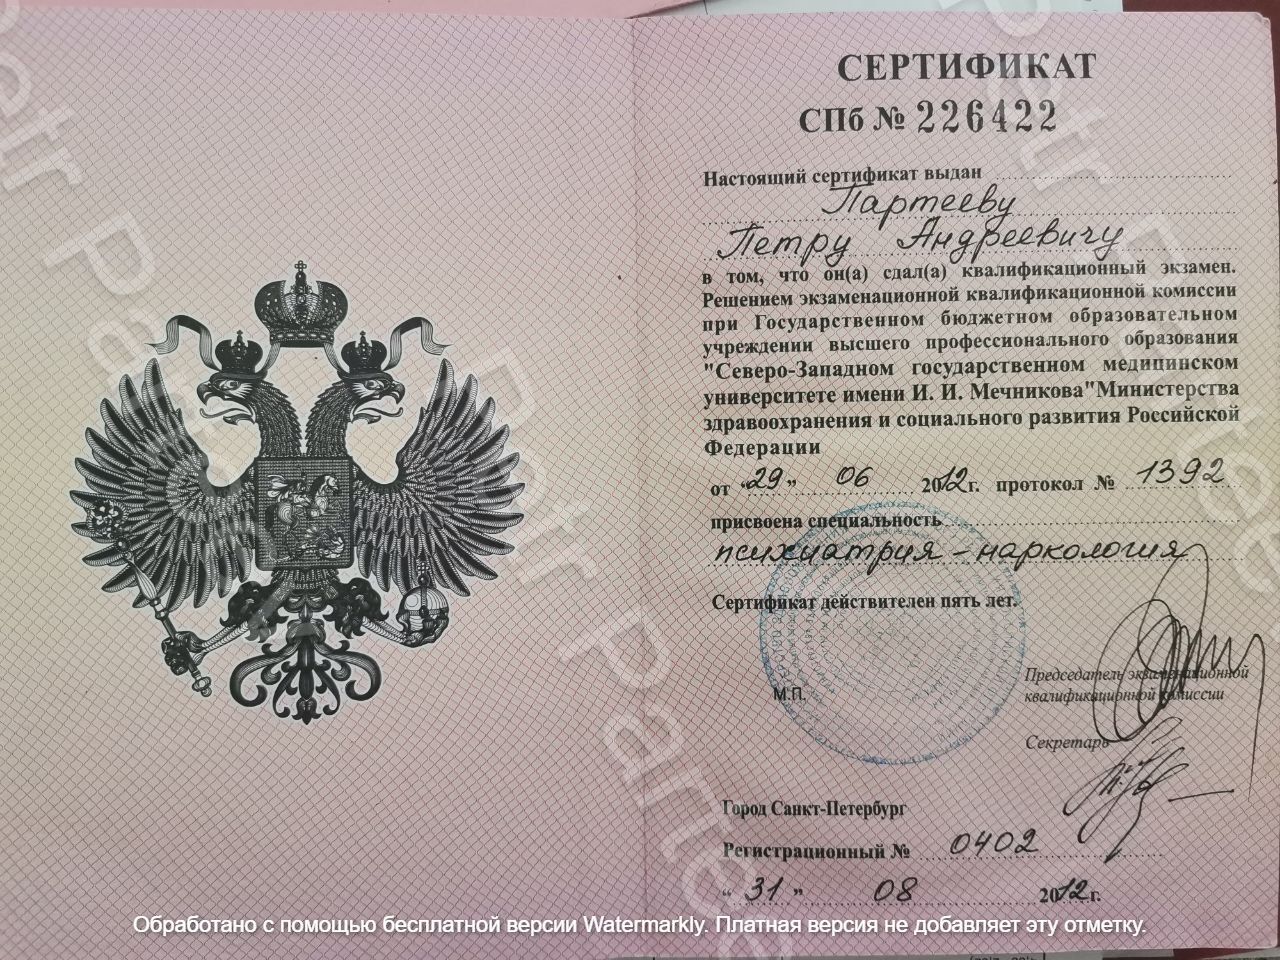 СЕРТИФИКАТ
СПб № 226422
Настоящий сертификат выдан
Партееву
Петру Андреевичу
в том, что он(а) сдал(а) квалификационный экзамен.
Решением экзаменационной квалификационной комиссии
при Государственном бюджетном образовательном
учреждении высшего профессионального образования
"Северо-Западном государственном медицинском
университете имени И. И. Мечникова"Министерства
здравоохранения и социального развития Российской
Федерации
от "29" 06 2012г. протокол № 1392
присвоена специальность
психиатрия - наркология
Сертификат действителен пять лет.
Председатель экзаменационной
М.П. квалификационной комиссии
Секретарь
Город Санкт-Петербург
Регистрационный № 0402
"31" 08 2012г.
Обработано с помощью бесплатной версии Watermarkly. Платная версия не добавляет эту отметку.
Petr Parteev